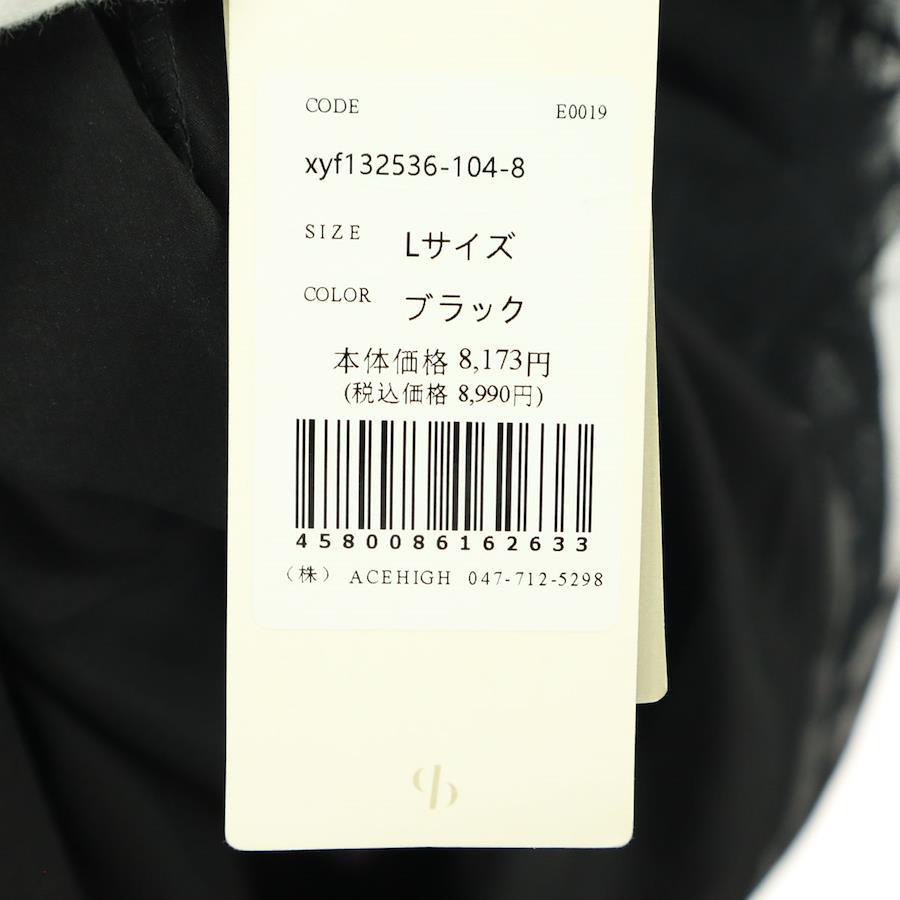 CODE E0019
xyf132536-104-8
SIZE Lサイズ
COLOR ブラック
本体価格 8,173円
(税込価格 8,990円)
4580086162633
（株） ACEHIGH 047-712-5298